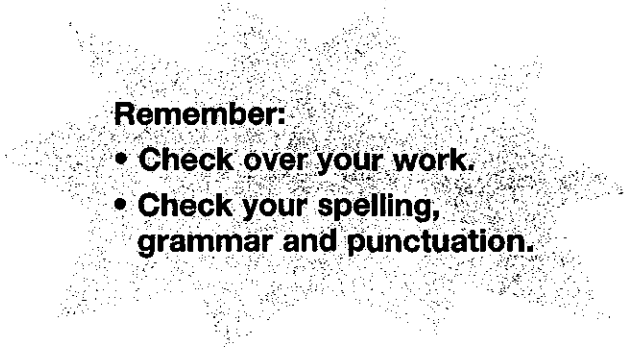 Remember:
• Check over your work.
• Check your spelling,
grammar and punctuation.